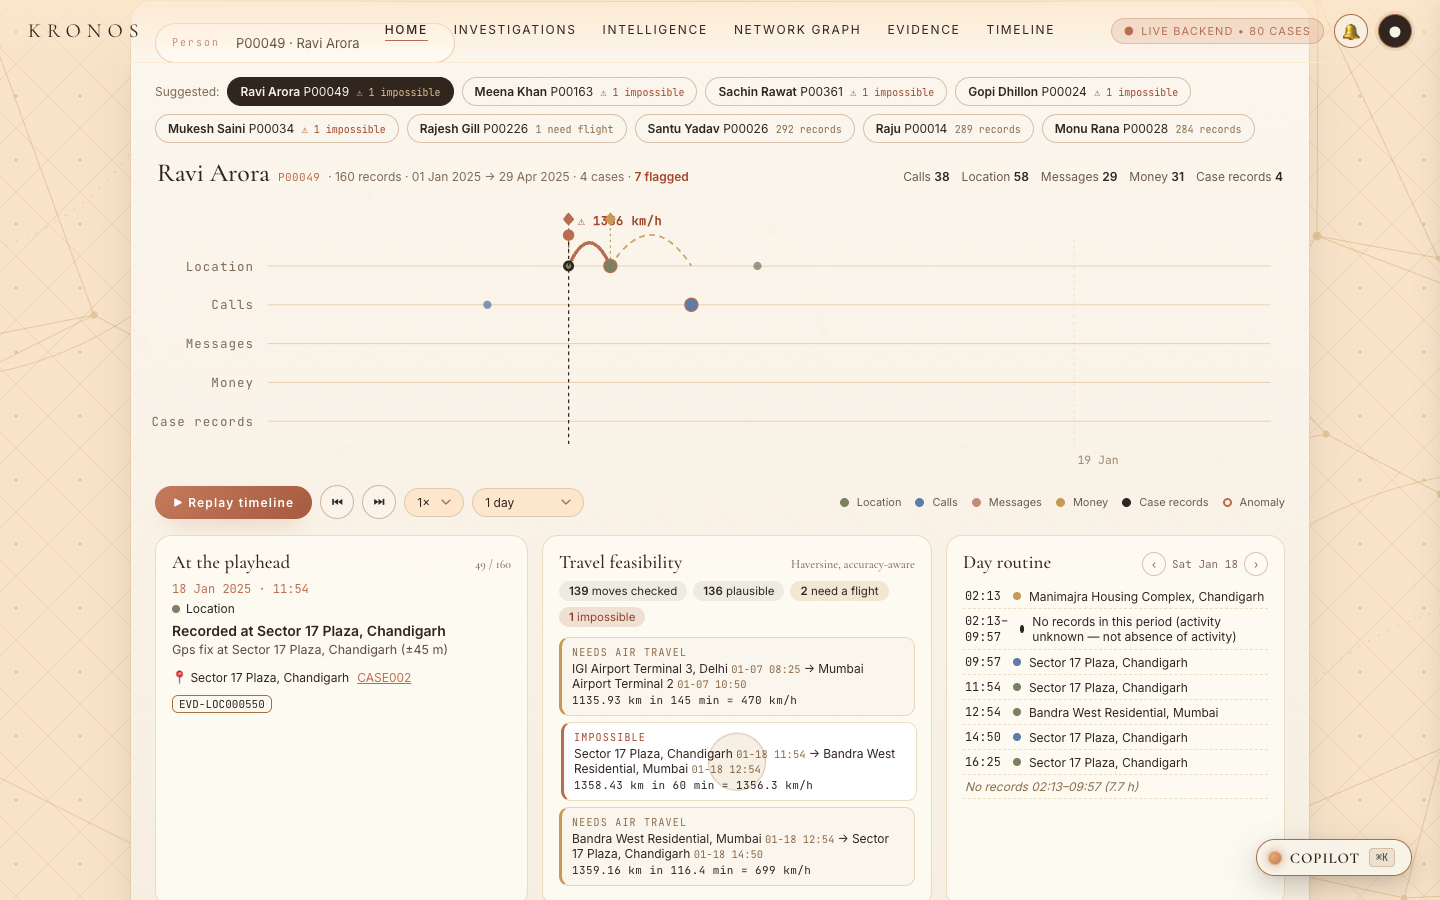 KRONOS
HOME INVESTIGATIONS INTELLIGENCE NETWORK GRAPH EVIDENCE TIMELINE
LIVE BACKEND • 80 CASES
Person P00049 · Ravi Arora
Suggested: Ravi Arora P00049 ⚠ 1 impossible Meena Khan P00163 ⚠ 1 impossible Sachin Rawat P00361 ⚠ 1 impossible Gopi Dhillon P00024 ⚠ 1 impossible
Mukesh Saini P00034 ⚠ 1 impossible Rajesh Gill P00226 1 need flight Santu Yadav P00026 292 records Raju P00014 289 records Monu Rana P00028 284 records
Ravi Arora P00049 · 160 records · 01 Jan 2025 → 29 Apr 2025 · 4 cases · 7 flagged
Calls 38 Location 58 Messages 29 Money 31 Case records 4
⚠ km/h
Location
Calls
Messages
Money
Case records
19 Jan
▶ Replay timeline ⏮ ⏭ 1× 1 day
Location Calls Messages Money Case records Anomaly
At the playhead 49 / 160
18 Jan 2025 · 11:54
Location
Recorded at Sector 17 Plaza, Chandigarh
Gps fix at Sector 17 Plaza, Chandigarh (±45 m)
📍 Sector 17 Plaza, Chandigarh CASE002
EVD-LOC000550
Travel feasibility Haversine, accuracy-aware
139 moves checked 136 plausible 2 need a flight
1 impossible
NEEDS AIR TRAVEL
IGI Airport Terminal 3, Delhi 01-07 08:25 → Mumbai
Airport Terminal 2 01-07 10:50
1135.93 km in 145 min = 470 km/h
IMPOSSIBLE
Sector 17 Plaza, Chandigarh 01-18 11:54 → Bandra West
Residential, Mumbai 01-18 12:54
1358.43 km in 60 min = 1356.3 km/h
NEEDS AIR TRAVEL
Bandra West Residential, Mumbai 01-18 12:54 → Sector
17 Plaza, Chandigarh 01-18 14:50
1359.16 km in 116.4 min = 699 km/h
Day routine ‹ Sat Jan 18 ›
02:13 Manimajra Housing Complex, Chandigarh
02:13– No records in this period (activity
09:57 unknown — not absence of activity)
09:57 Sector 17 Plaza, Chandigarh
11:54 Sector 17 Plaza, Chandigarh
12:54 Bandra West Residential, Mumbai
14:50 Sector 17 Plaza, Chandigarh
16:25 Sector 17 Plaza, Chandigarh
No records 02:13–09:57 (7.7 h)
COPILOT ⌘K